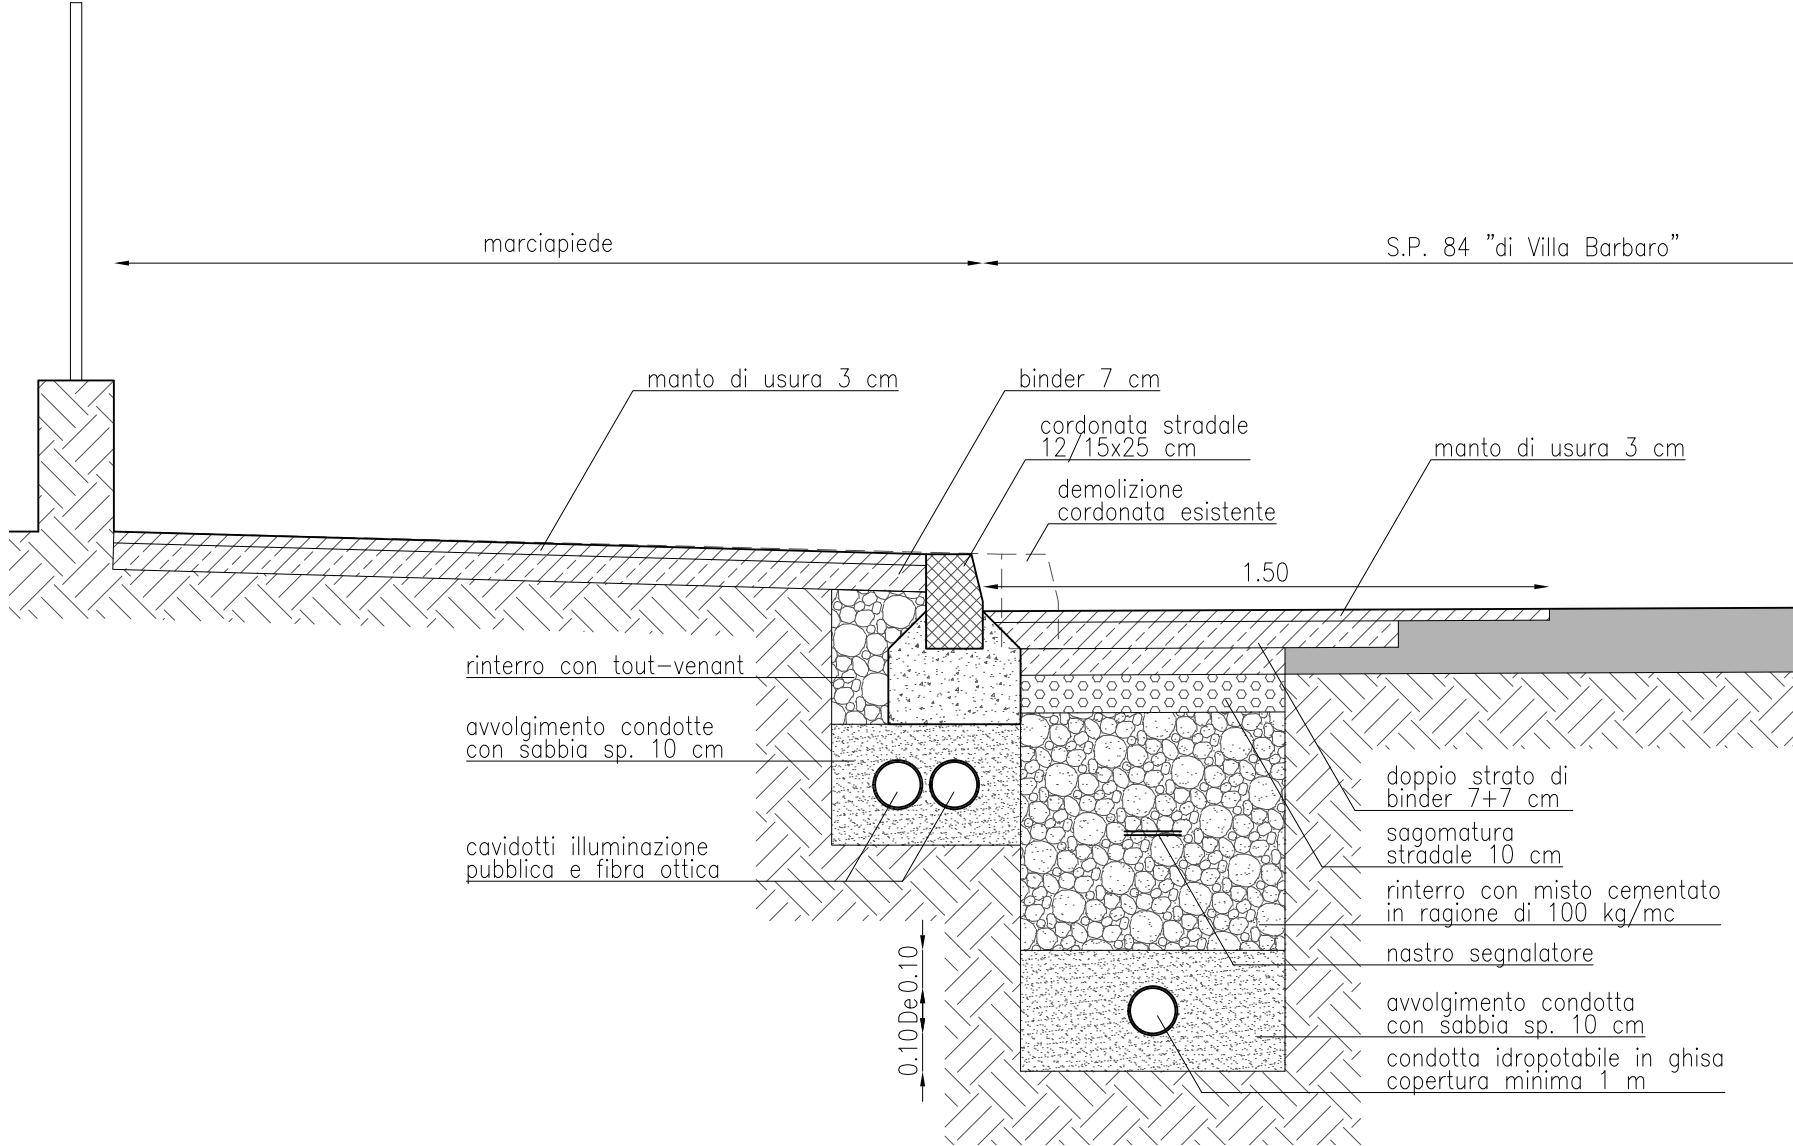 marciapiede
S.P. 84 "di Villa Barbaro"
manto di usura 3 cm
binder 7 cm
cordonata stradale
12/15x25 cm
manto di usura 3 cm
demolizione
cordonata esistente
1.50
rinterro con tout-venant
avvolgimento condotte
con sabbia sp. 10 cm
cavidotti illuminazione
pubblica e fibra ottica
doppio strato di
binder 7+7 cm
sagomatura
stradale 10 cm
rinterro con misto cementato
in ragione di 100 kg/mc
nastro segnalatore
avvolgimento condotta
con sabbia sp. 10 cm
condotta idropotabile in ghisa
copertura minima 1 m
0.10De0.10